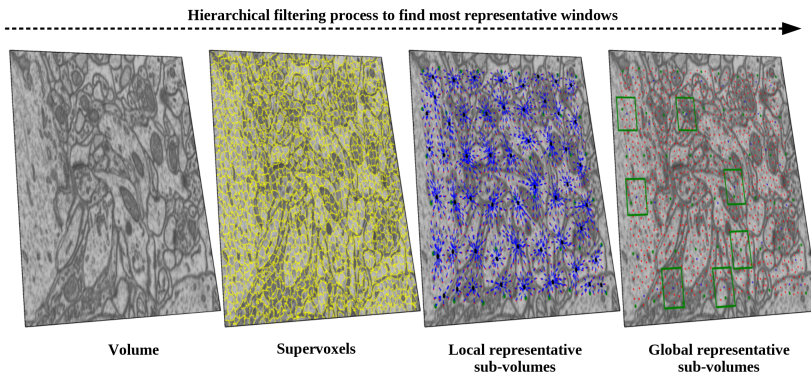 Hierarchical filtering process to find most representative windows
Volume
Supervoxels
Local representative
sub-volumes
Global representative
sub-volumes